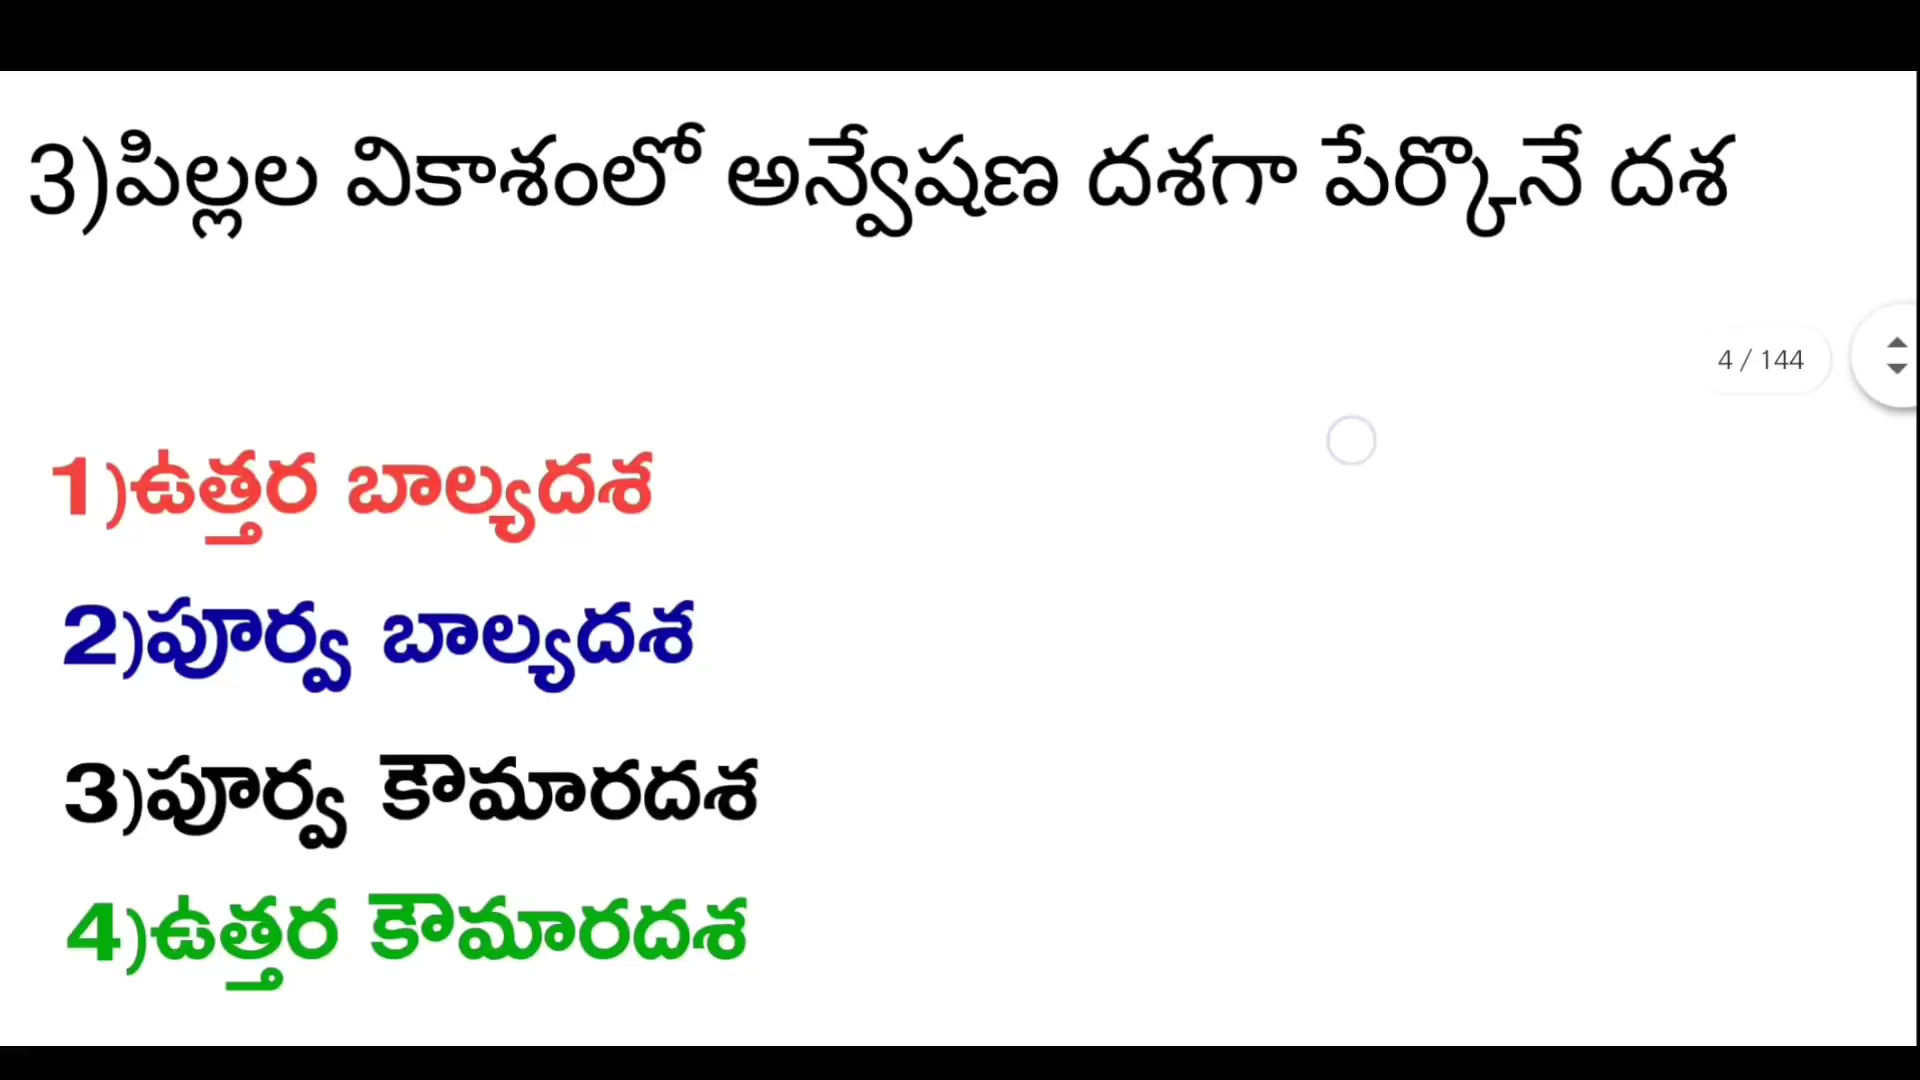 3)పిల్లల వికాశంలో అన్వేషణ దశగా పేర్కొనే దశ
4 / 144
1)ఉత్తర బాల్యదశ
2)పూర్వ బాల్యదశ
3)పూర్వ కౌమారదశ
4)ఉత్తర కౌమారదశ